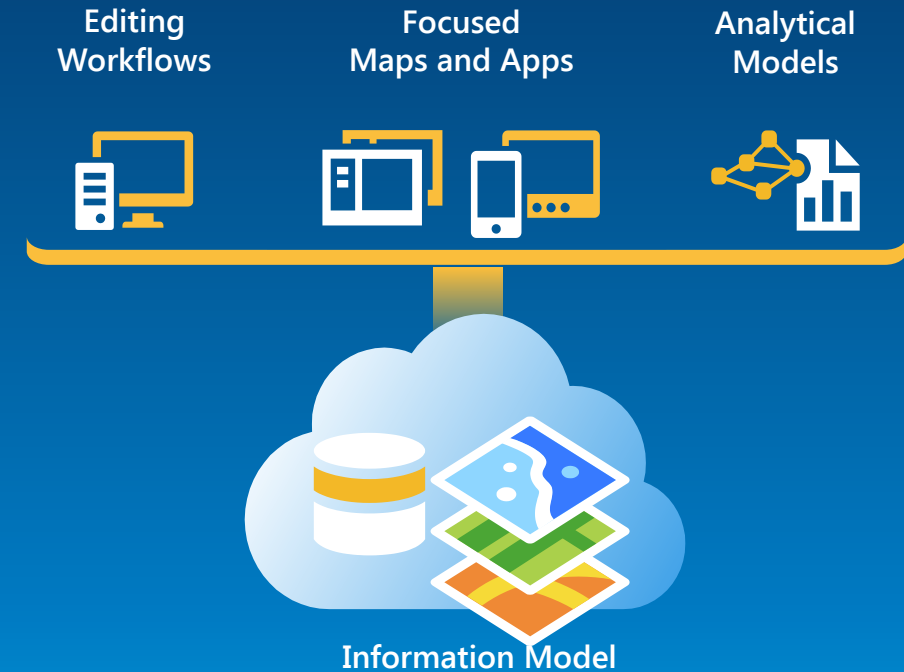 Editing
Workflows
Focused
Maps and Apps
Analytical
Models
Information Model